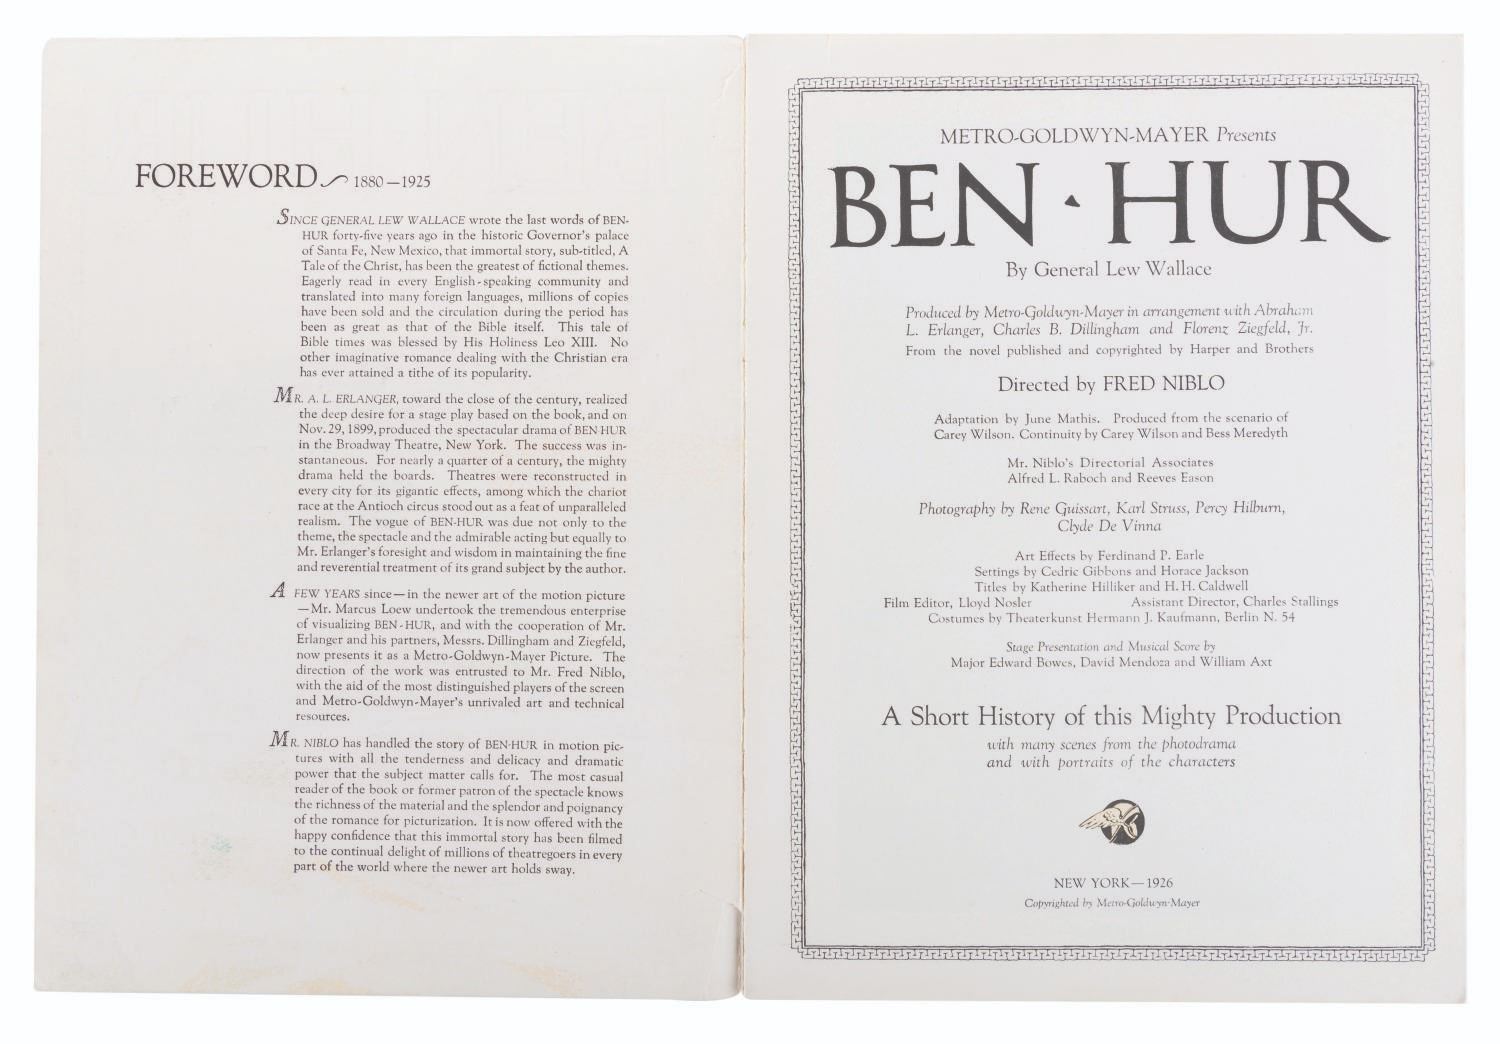 FOREWORD 1880—1925
SINCE GENERAL LEW WALLACE wrote the last words of BEN-
HUR forty-five years ago in the historic Governor's palace
of Santa Fe, New Mexico, that immortal story, sub-titled, A
Tale of the Christ, has been the greatest of fictional themes.
Eagerly read in every English-speaking community and
translated into many foreign languages, millions of copies
have been sold and the circulation during the period has
been as great as that of the Bible itself. This tale of
Bible times was blessed by His Holiness Leo XIII. No
other imaginative romance dealing with the Christian era
has ever attained a tithe of its popularity.
MR. A. L. ERLANGER, toward the close of the century, realized
the deep desire for a stage play based on the book, and on
Nov. 29, 1899, produced the spectacular drama of BEN-HUR
in the Broadway Theatre, New York. The success was in-
stantaneous. For nearly a quarter of a century, the mighty
drama held the boards. Theatres were reconstructed in
every city for its gigantic effects, among which the chariot
race at the Antioch circus stood out as a feat of unparalleled
realism. The vogue of BEN-HUR was due not only to the
theme, the spectacle and the admirable acting but equally to
Mr. Erlanger's foresight and wisdom in maintaining the fine
and reverential treatment of its grand subject by the author.
A FEW YEARS since—in the newer art of the motion picture
—Mr. Marcus Loew undertook the tremendous enterprise
of visualizing BEN-HUR, and with the cooperation of Mr.
Erlanger and his partners, Messrs. Dillingham and Ziegfeld,
now presents it as a Metro-Goldwyn-Mayer Picture. The
direction of the work was entrusted to Mr. Fred Niblo,
with the aid of the most distinguished players of the screen
and Metro-Goldwyn-Mayer's unrivaled art and technical
resources.
MR. NIBLO has handled the story of BEN-HUR in motion pic-
tures with all the tenderness and delicacy and dramatic
power that the subject matter calls for. The most casual
reader of the book or former patron of the spectacle knows
the richness of the material and the splendor and poignancy
of the romance for picturization. It is now offered with the
happy confidence that this immortal story has been filmed
to the continual delight of millions of theatregoers in every
part of the world where the newer art holds sway.
METRO-GOLDWYN-MAYER Presents
BEN · HUR
By General Lew Wallace
Produced by Metro-Goldwyn-Mayer in arrangement with Abraham
L. Erlanger, Charles B. Dillingham and Florenz Ziegfeld, Jr.
From the novel published and copyrighted by Harper and Brothers
Directed by FRED NIBLO
Adaptation by June Mathis. Produced from the scenario of
Carey Wilson. Continuity by Carey Wilson and Bess Meredyth
Mr. Niblo's Directorial Associates
Alfred L. Raboch and Reeves Eason
Photography by Rene Guissart, Karl Struss, Percy Hilburn,
Clyde De Vinna
Art Effects by Ferdinand P. Earle
Settings by Cedric Gibbons and Horace Jackson
Titles by Katherine Hilliker and H. H. Caldwell
Film Editor, Lloyd Nosler Assistant Director, Charles Stallings
Costumes by Theaterkunst Hermann J. Kaufmann, Berlin N. 54
Stage Presentation and Musical Score by
Major Edward Bowes, David Mendoza and William Axt
A Short History of this Mighty Production
with many scenes from the photodrama
and with portraits of the characters
NEW YORK—1926
Copyrighted by Metro-Goldwyn-Mayer